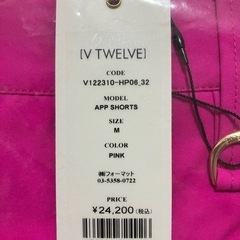 [V TWELVE]
CODE
V122310-HP06_32
MODEL
APP SHORTS
SIZE
M
COLOR
PINK
㈱フォーマット
03-5358-0722
PRICE
¥24,200(税込)